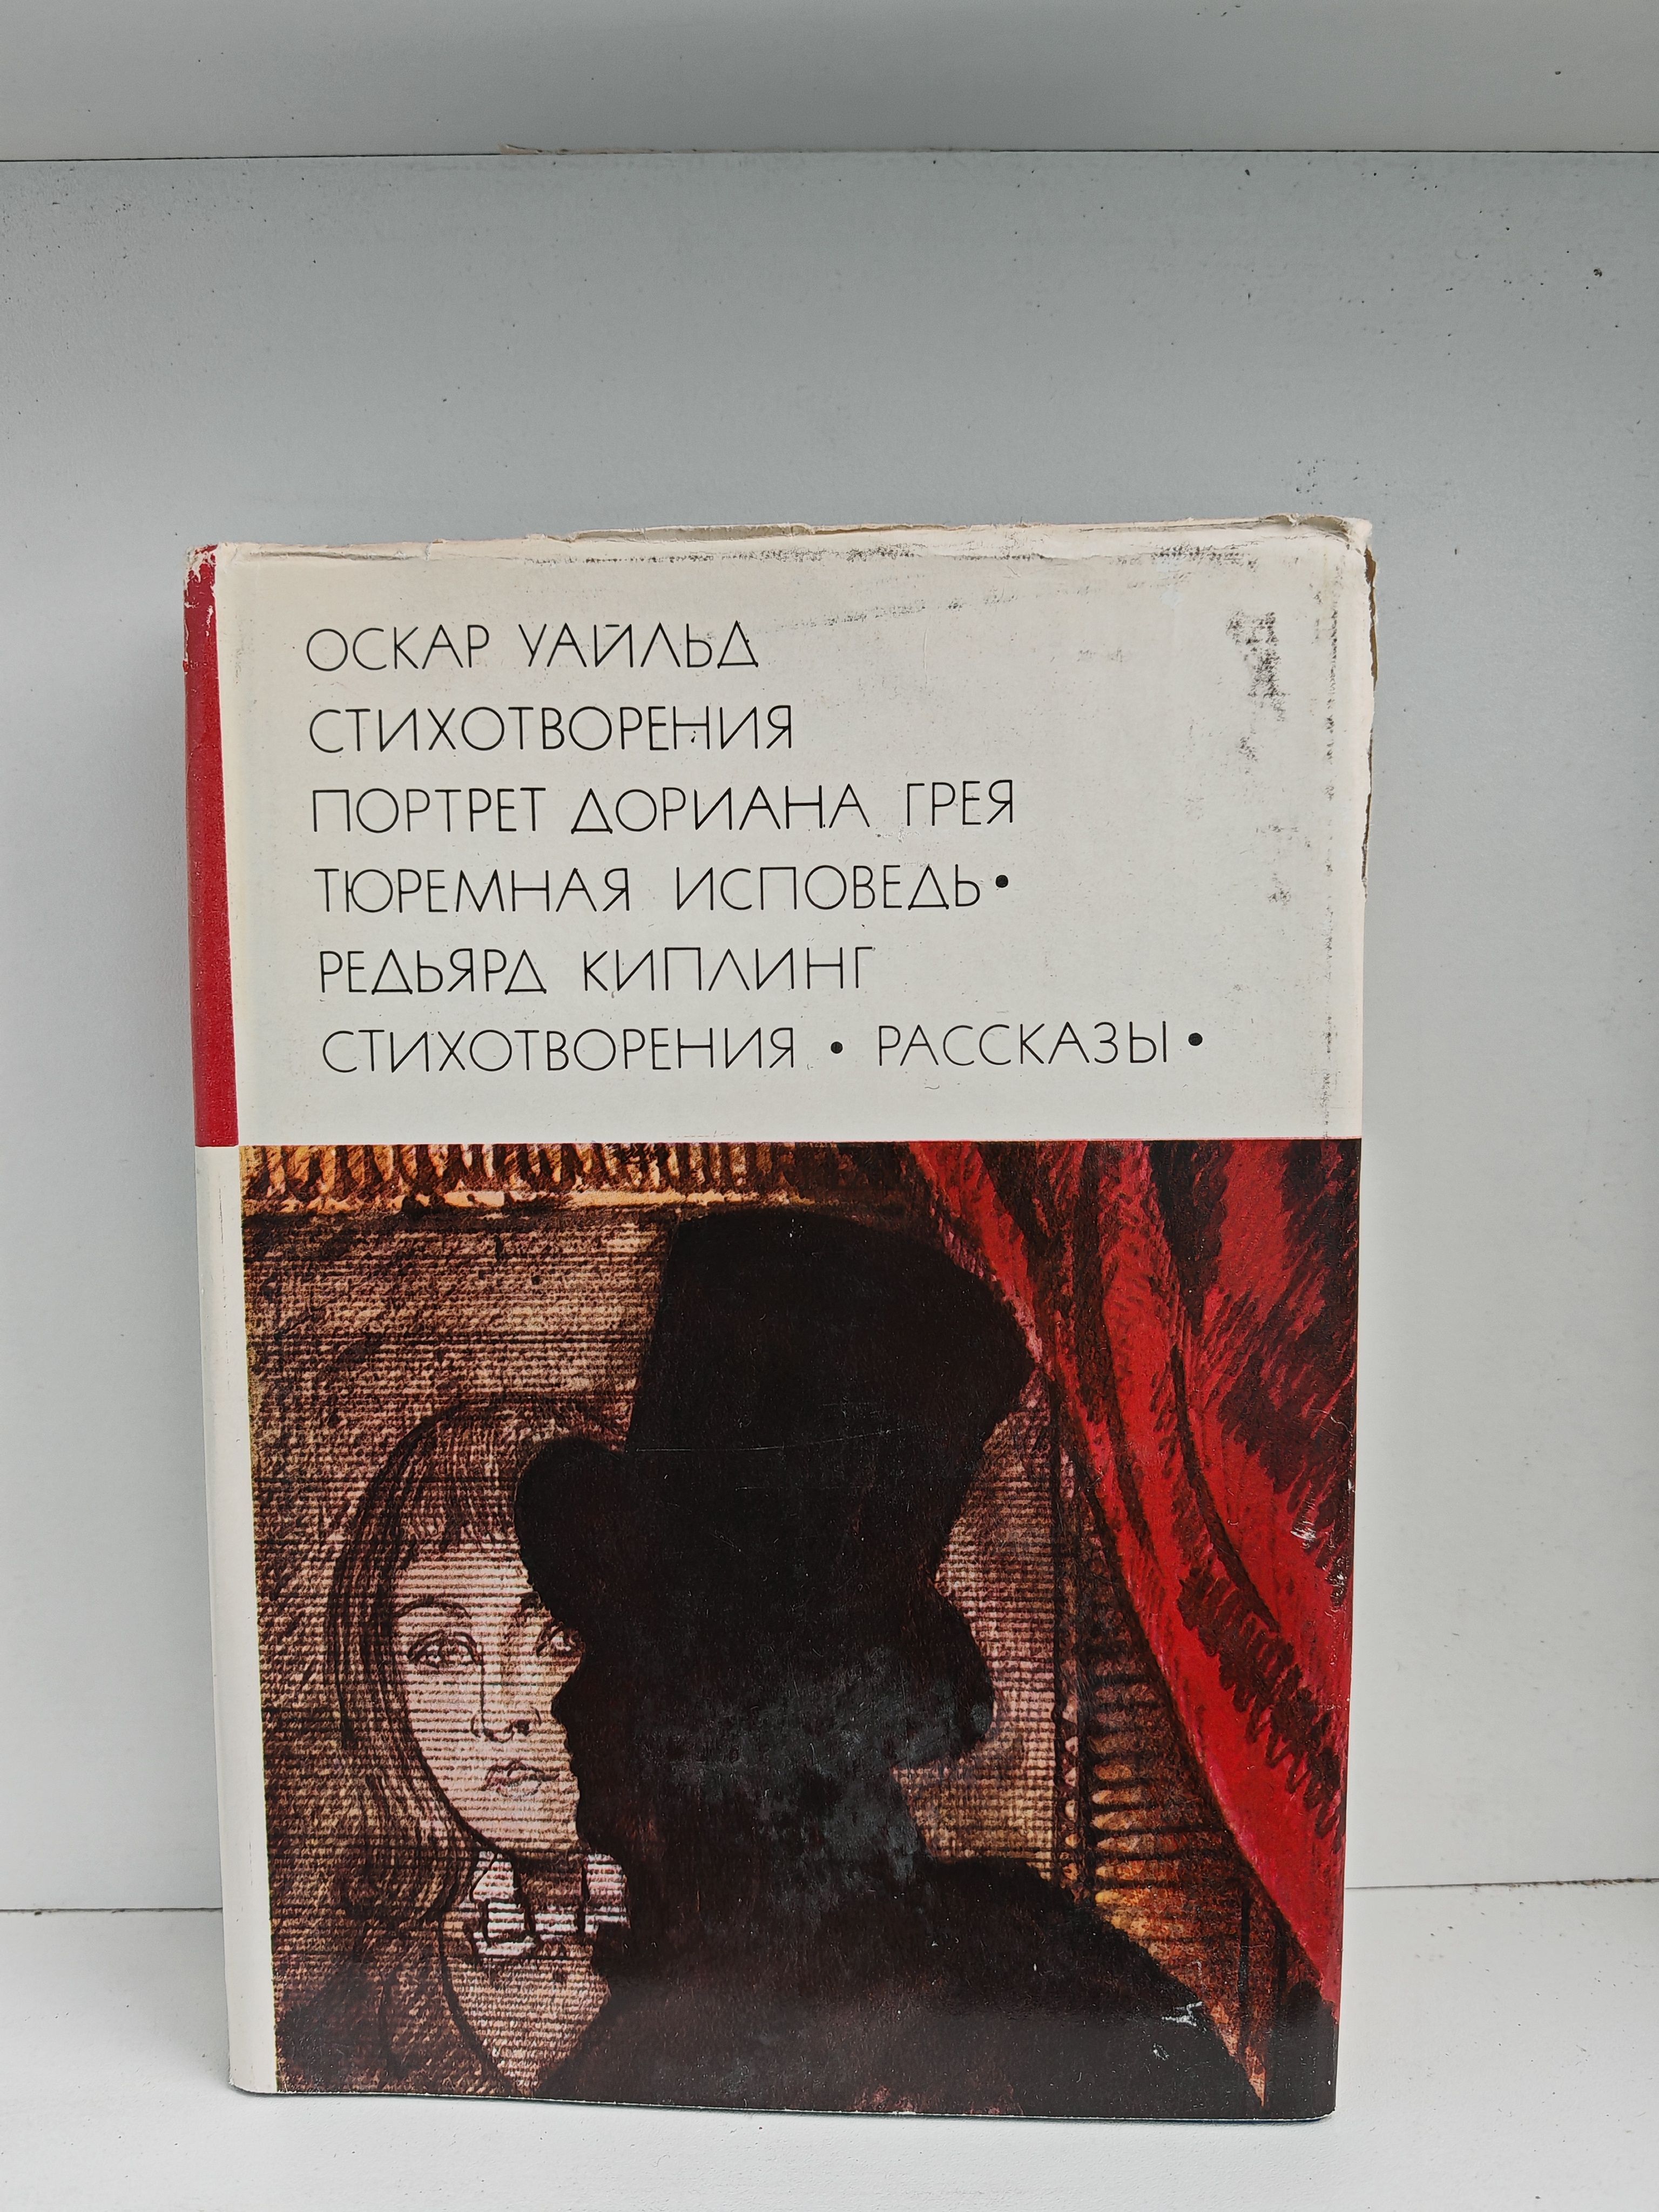 ОСКАР УАЙЛЬД
СТИХОТВОРЕНИЯ
ПОРТРЕТ ДОРИАНА ГРЕЯ
ТЮРЕМНАЯ ИСПОВЕДЬ•
РЕДЬЯРД КИПЛИНГ
СТИХОТВОРЕНИЯ • РАССКАЗЫ•